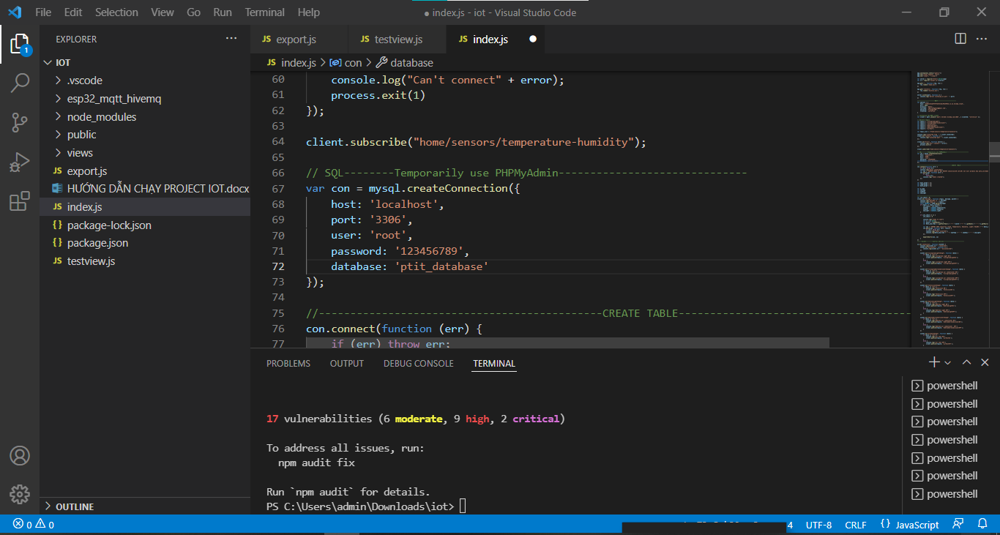 File Edit Selection View Go Run Terminal Help
● index.js - iot - Visual Studio Code
EXPLORER
1
IOT
.vscode
esp32_mqtt_hivemq
node_modules
public
views
JS export.js
HƯỚNG DẪN CHẠY PROJECT IOT.docx
JS index.js
{} package-lock.json
{} package.json
JS testview.js
OUTLINE
JS export.js JS testview.js JS index.js
JS index.js > con > database
60 console.log("Can't connect" + error);
61 process.exit(1)
62 });
63
64 client.subscribe("home/sensors/temperature-humidity");
65
66 // SQL--------Temporarily use PHPMyAdmin------------------------------
67 var con = mysql.createConnection({
68 host: 'localhost',
69 port: '3306',
70 user: 'root',
71 password: '123456789',
72 database: 'ptit_database'
73 });
74
75 //---------------------------------------------CREATE TABLE-------------------------------------
76 con.connect(function (err) {
77 if (err) throw err;
PROBLEMS OUTPUT DEBUG CONSOLE TERMINAL
17 vulnerabilities (6 moderate, 9 high, 2 critical)
To address all issues, run:
npm audit fix
Run `npm audit` for details.
PS C:\Users\admin\Downloads\iot>
powershell
powershell
powershell
powershell
powershell
powershell
powershell
0 0
4 UTF-8 CRLF {} JavaScript